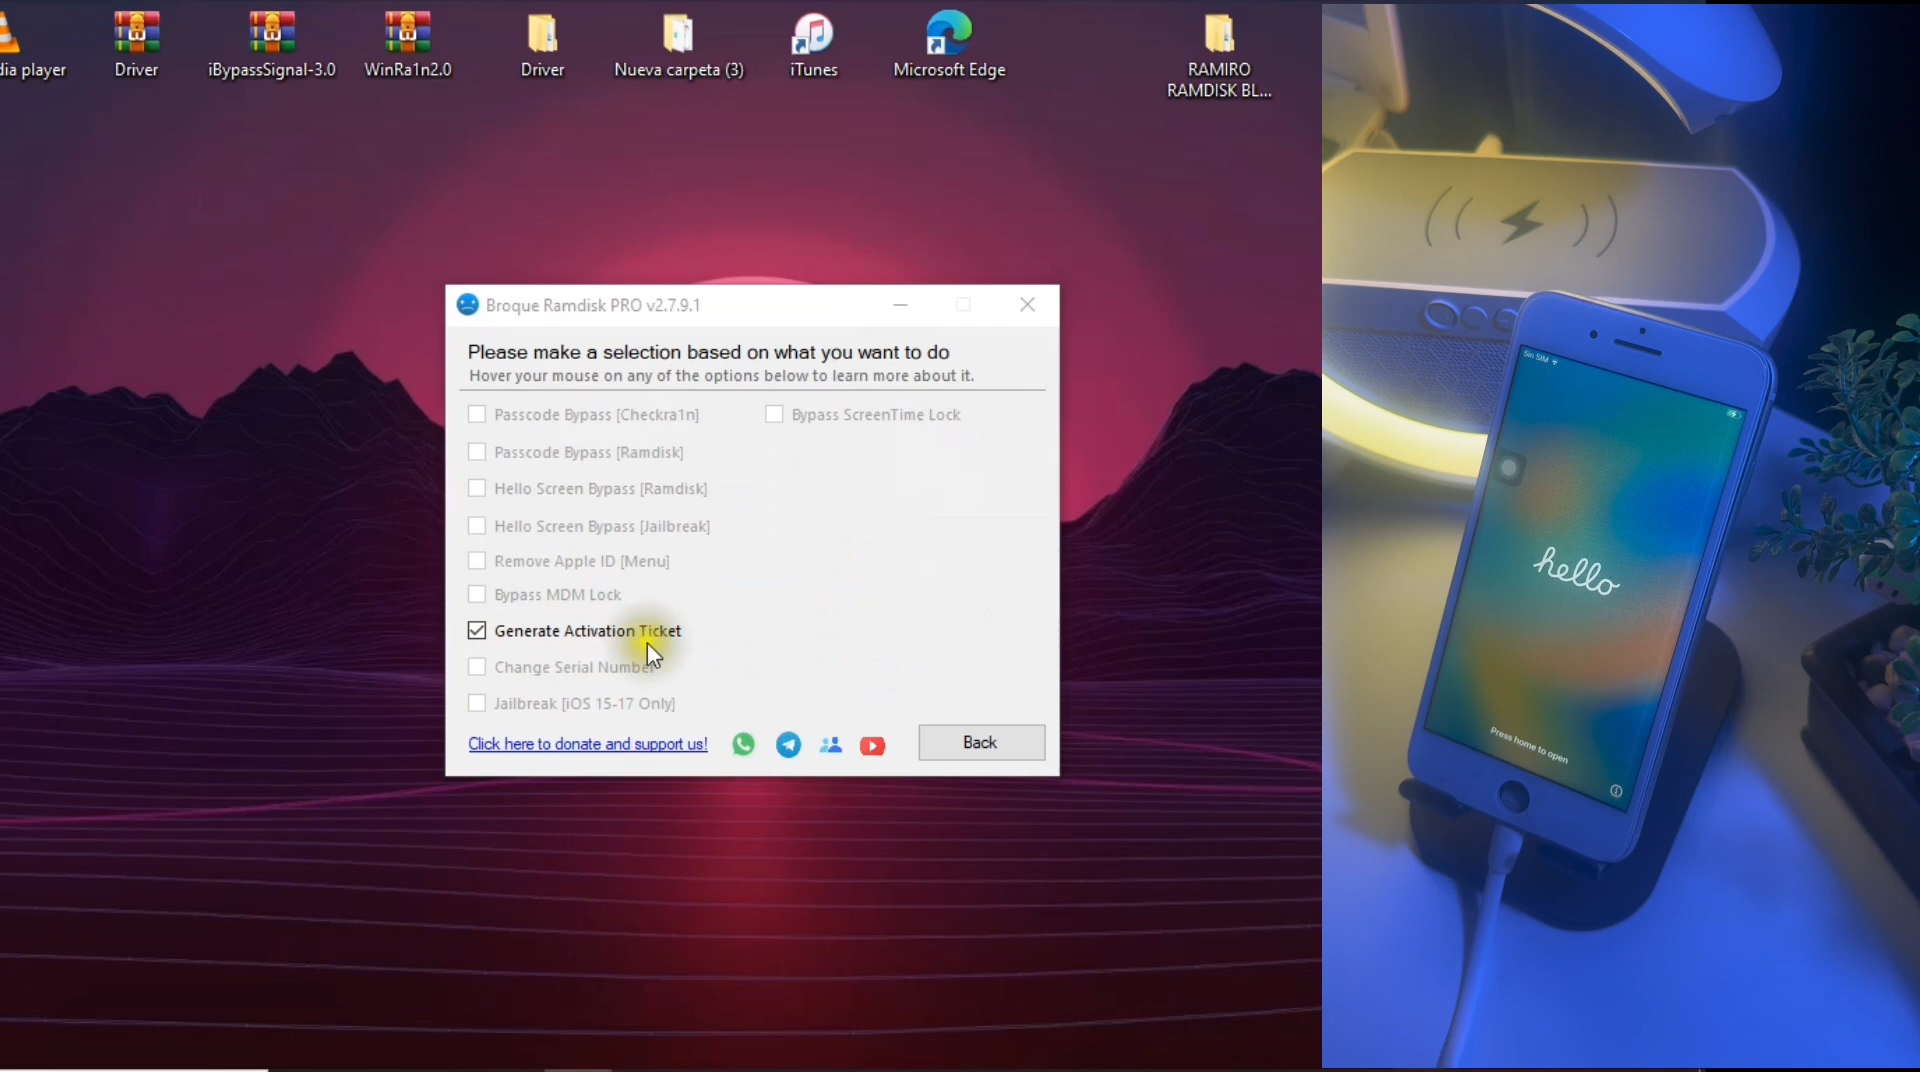 dia player
Driver
iBypassSignal-3.0
WinRa1n2.0
Driver
Nueva carpeta (3)
iTunes
Microsoft Edge
RAMIRO
RAMDISK BL...
Broque Ramdisk PRO v2.7.9.1
Please make a selection based on what you want to do
Hover your mouse on any of the options below to learn more about it.
Passcode Bypass [Checkra1n]
Bypass ScreenTime Lock
Passcode Bypass [Ramdisk]
Hello Screen Bypass [Ramdisk]
Hello Screen Bypass [Jailbreak]
Remove Apple ID [Menu]
Bypass MDM Lock
Generate Activation Ticket
Change Serial Number
Jailbreak [iOS 15-17 Only]
Click here to donate and support us!
Back
Sin SIM
hello
Press home to open